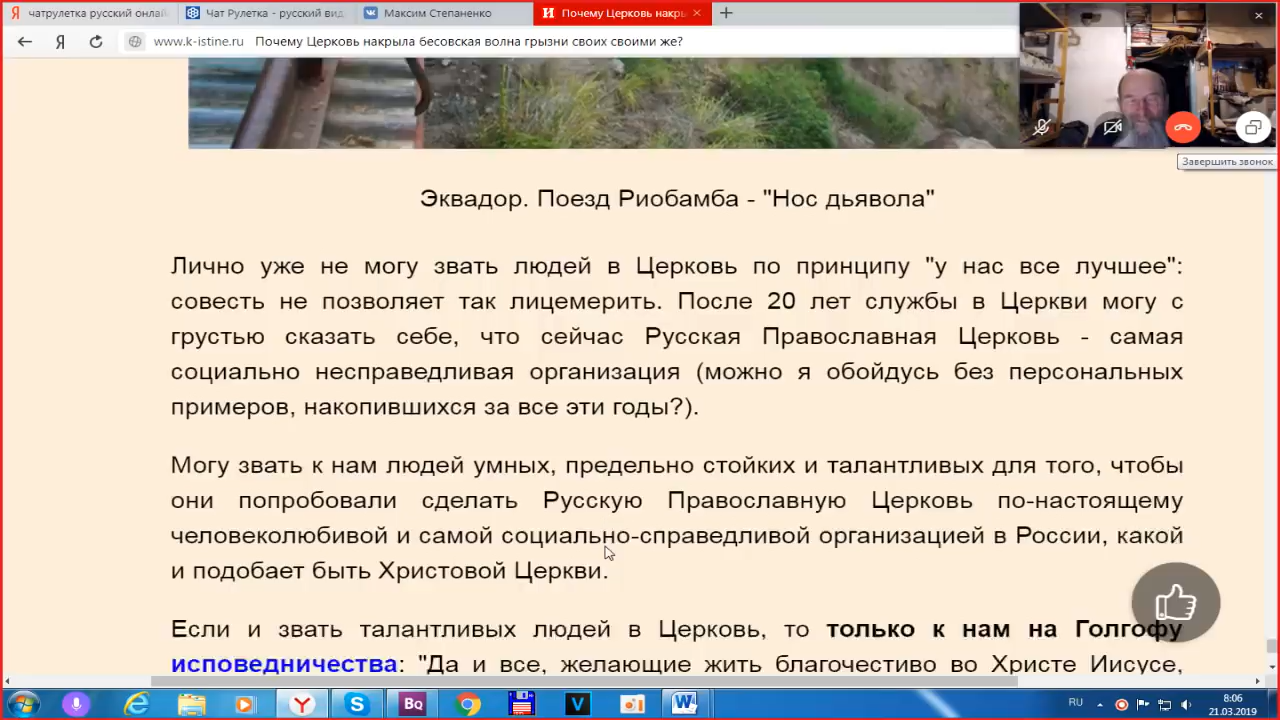 чатрулетка русский онлай
Чат Рулетка - русский вид
Максим Степаненко
Почему Церковь накры
www.k-istine.ru Почему Церковь накрыла бесовская волна грызни своих своими же?
Завершить звонок
Эквадор. Поезд Риобамба - "Нос дьявола"
Лично уже не могу звать людей в Церковь по принципу "у нас все лучшее":
совесть не позволяет так лицемерить. После 20 лет службы в Церкви могу с
грустью сказать себе, что сейчас Русская Православная Церковь - самая
социально несправедливая организация (можно я обойдусь без персональных
примеров, накопившихся за все эти годы?).
Могу звать к нам людей умных, предельно стойких и талантливых для того, чтобы
они попробовали сделать Русскую Православную Церковь по-настоящему
человеколюбивой и самой социально-справедливой организацией в России, какой
и подобает быть Христовой Церкви.
Если и звать талантливых людей в Церковь, то только к нам на Голгофу
исповедничества: "Да и все, желающие жить благочестиво во Христе Иисусе,
RU
8:06
21.03.2019